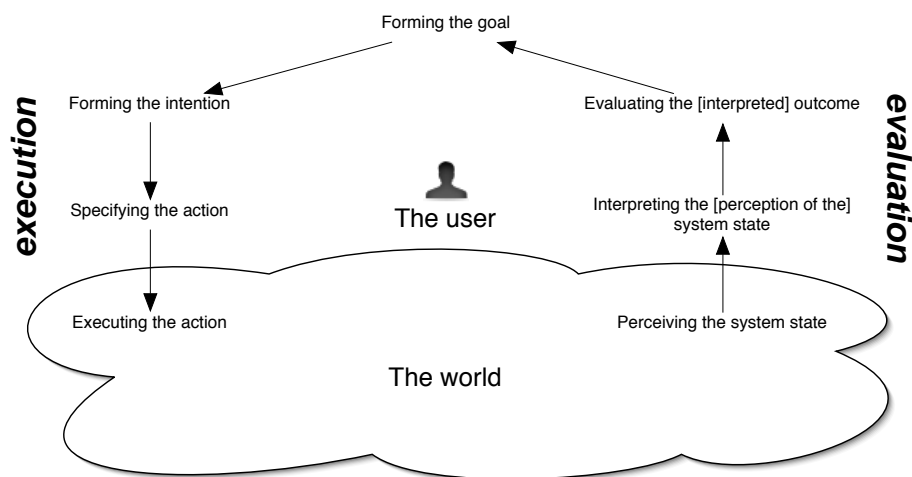 Forming the goal
execution
Forming the intention
Evaluating the [interpreted] outcome
evaluation
Specifying the action
The user
Interpreting the [perception of the]
system state
Executing the action
Perceiving the system state
The world